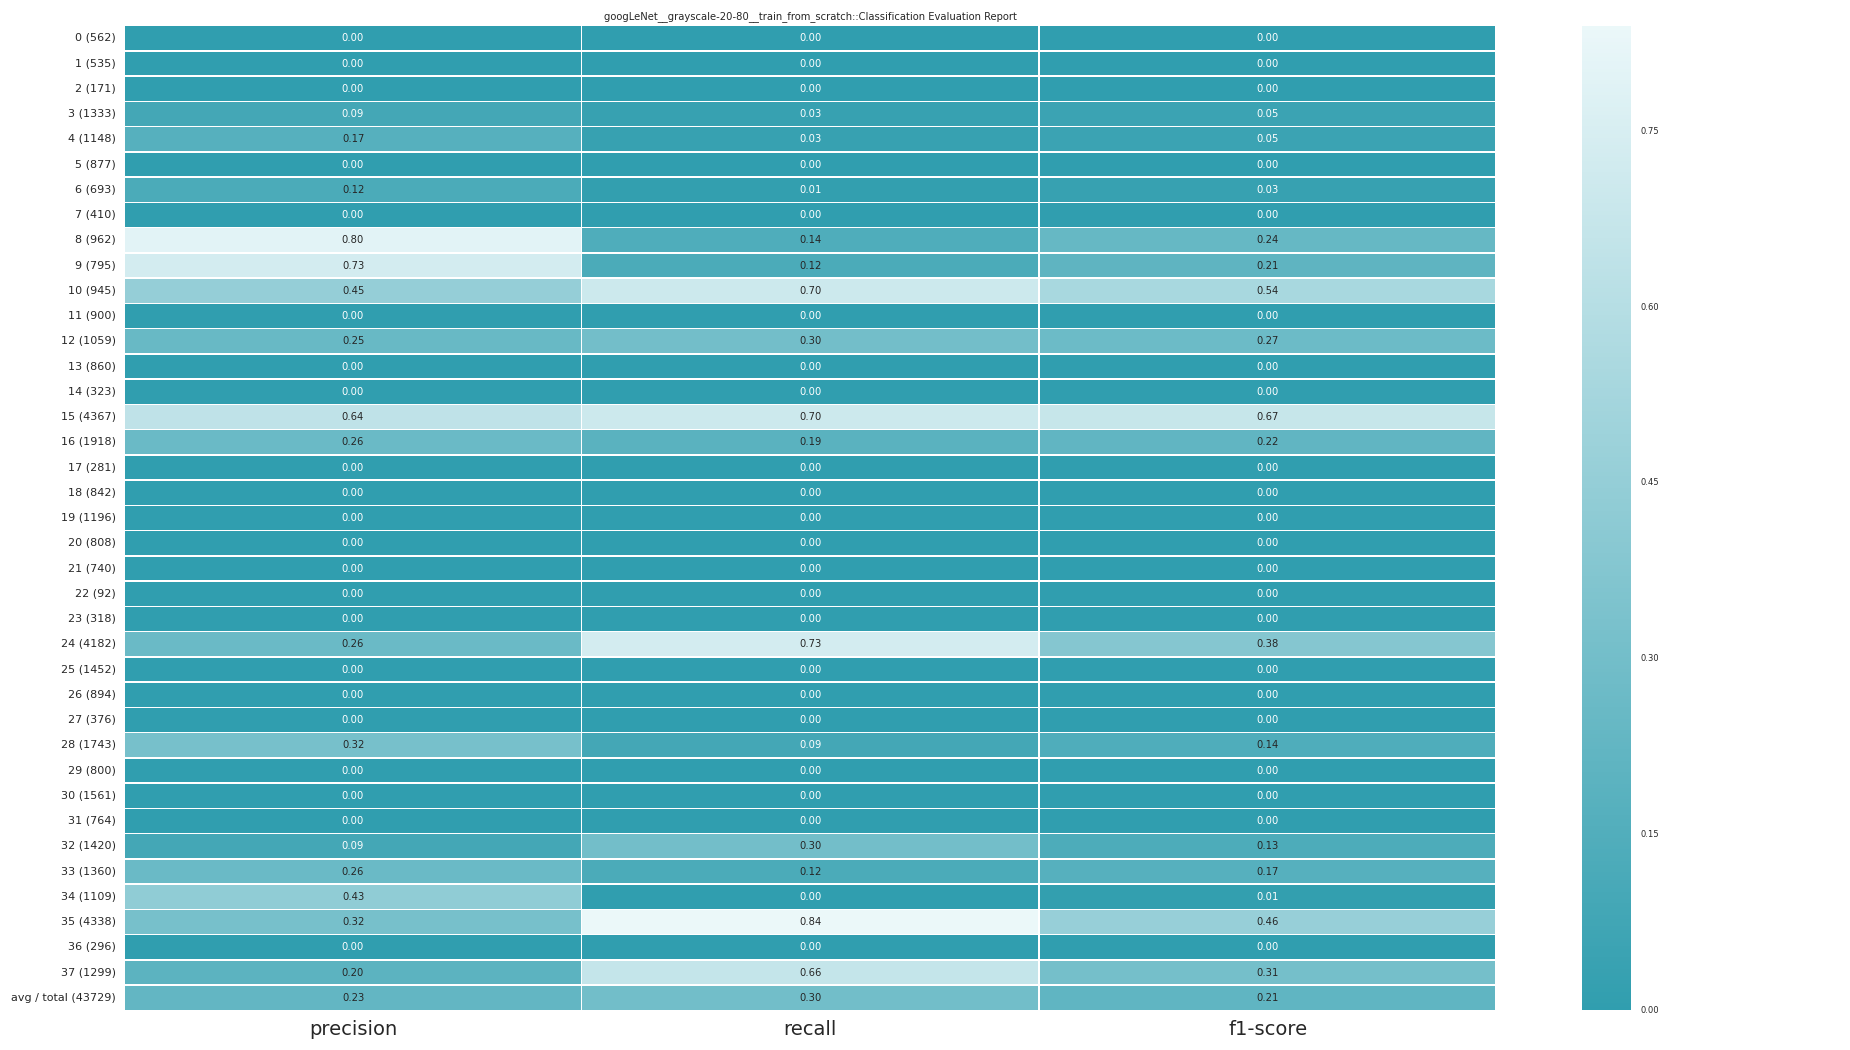 googLeNet__grayscale-20-80__train_from_scratch::Classification Evaluation Report
0 (562) 0.00 0.00 0.00
1 (535) 0.00 0.00 0.00
2 (171) 0.00 0.00 0.00
3 (1333) 0.09 0.03 0.05
4 (1148) 0.17 0.03 0.05
5 (877) 0.00 0.00 0.00
6 (693) 0.12 0.01 0.03
7 (410) 0.00 0.00 0.00
8 (962) 0.80 0.14 0.24
9 (795) 0.73 0.12 0.21
10 (945) 0.45 0.70 0.54
11 (900) 0.00 0.00 0.00
12 (1059) 0.25 0.30 0.27
13 (860) 0.00 0.00 0.00
14 (323) 0.00 0.00 0.00
15 (4367) 0.64 0.70 0.67
16 (1918) 0.26 0.19 0.22
17 (281) 0.00 0.00 0.00
18 (842) 0.00 0.00 0.00
19 (1196) 0.00 0.00 0.00
20 (808) 0.00 0.00 0.00
21 (740) 0.00 0.00 0.00
22 (92) 0.00 0.00 0.00
23 (318) 0.00 0.00 0.00
24 (4182) 0.26 0.73 0.38
25 (1452) 0.00 0.00 0.00
26 (894) 0.00 0.00 0.00
27 (376) 0.00 0.00 0.00
28 (1743) 0.32 0.09 0.14
29 (800) 0.00 0.00 0.00
30 (1561) 0.00 0.00 0.00
31 (764) 0.00 0.00 0.00
32 (1420) 0.09 0.30 0.13
33 (1360) 0.26 0.12 0.17
34 (1109) 0.43 0.00 0.01
35 (4338) 0.32 0.84 0.46
36 (296) 0.00 0.00 0.00
37 (1299) 0.20 0.66 0.31
avg / total (43729) 0.23 0.30 0.21
precision recall f1-score
0.75
0.60
0.45
0.30
0.15
0.00